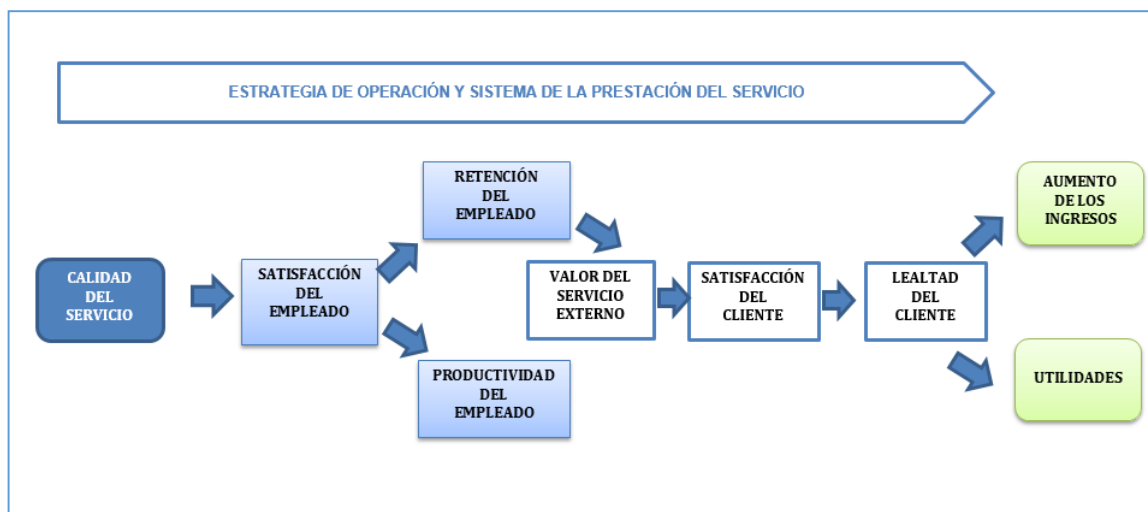 ESTRATEGIA DE OPERACIÓN Y SISTEMA DE LA PRESTACIÓN DEL SERVICIO
CALIDAD
DEL
SERVICIO
SATISFACCIÓN
DEL
EMPLEADO
RETENCIÓN
DEL
EMPLEADO
PRODUCTIVIDAD
DEL
EMPLEADO
VALOR DEL
SERVICIO
EXTERNO
SATISFACCIÓN
DEL
CLIENTE
LEALTAD
DEL
CLIENTE
AUMENTO
DE LOS
INGRESOS
UTILIDADES